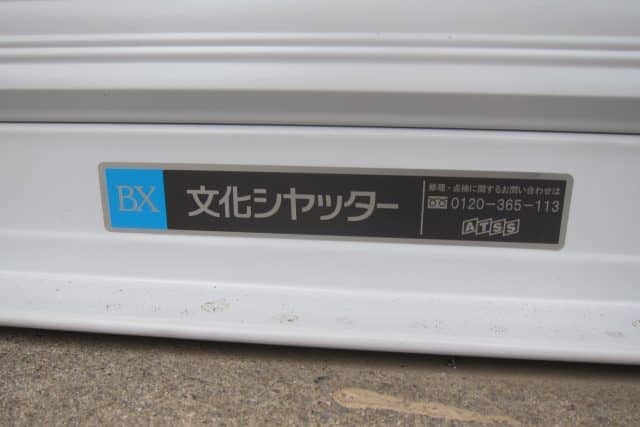 BX
文化シヤッター
修理・点検に関するお問い合わせは
0120-365-113
ATSS